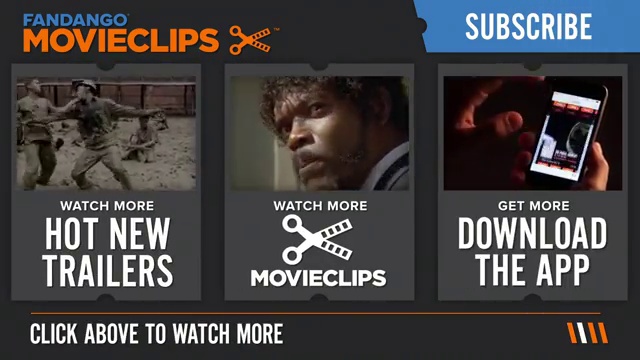 FANDANGO
MOVIECLIPS™
SUBSCRIBE
WATCH MORE
HOT NEW
TRAILERS
WATCH MORE
MOVIECLIPS
GET MORE
DOWNLOAD
THE APP
CLICK ABOVE TO WATCH MORE